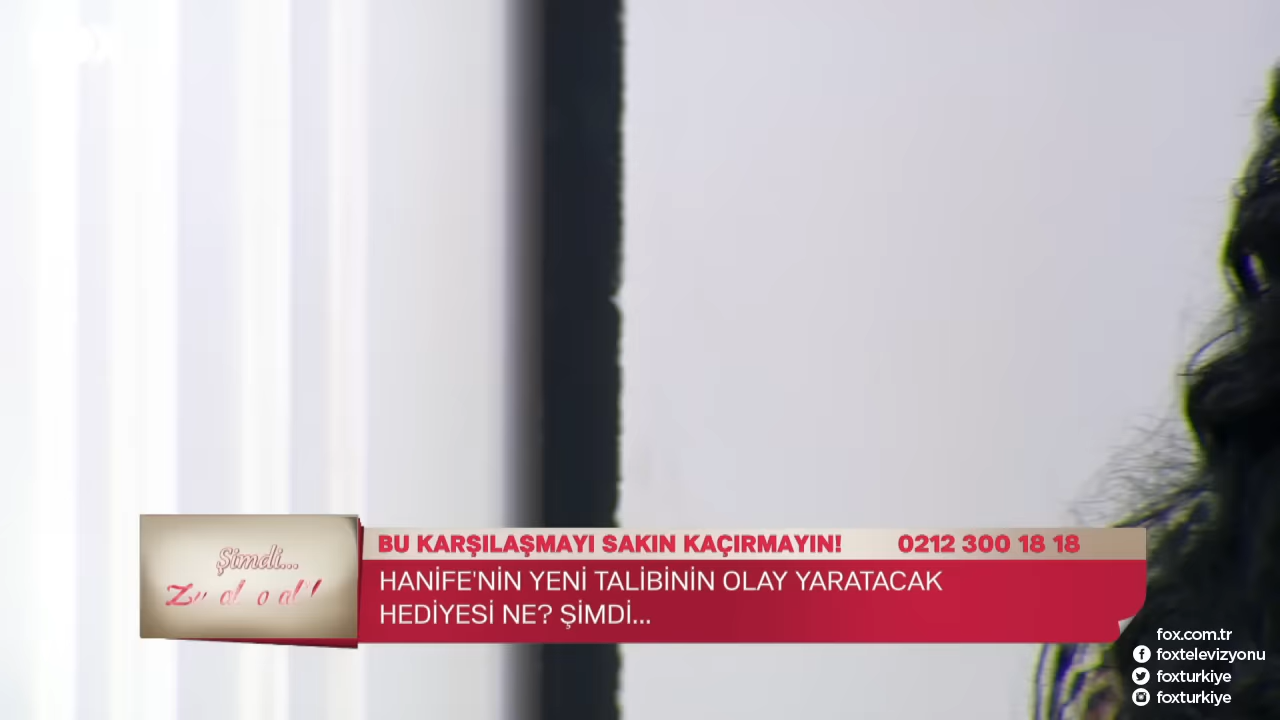 BU KARŞILAŞMAYI SAKIN KAÇIRMAYIN! 0212 300 18 18
HANİFE'NİN YENİ TALİBİNİN OLAY YARATACAK
HEDİYESİ NE? ŞİMDİ...
Şimdi...
fox.com.tr
foxtelevizyonu
foxturkiye
foxturkiye